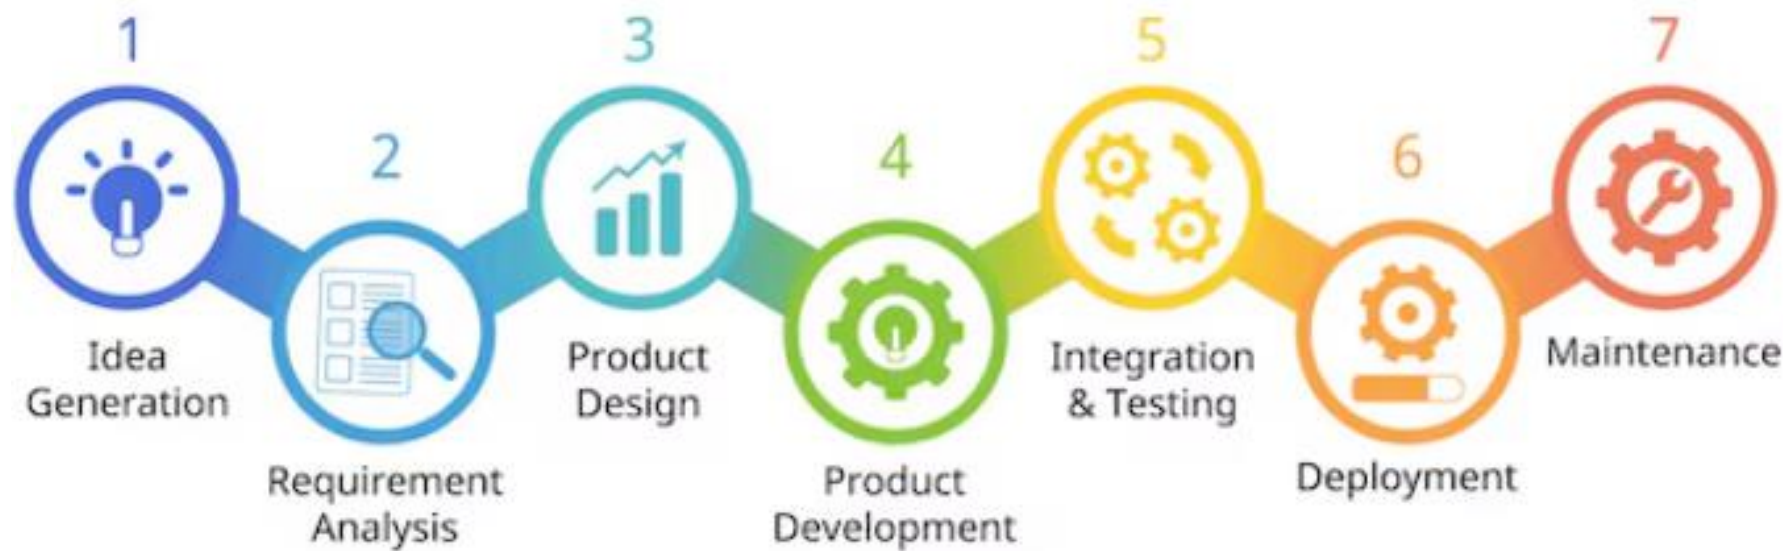 1
Idea
Generation
2
Requirement
Analysis
3
Product
Design
4
Product
Development
5
Integration
& Testing
6
Deployment
7
Maintenance